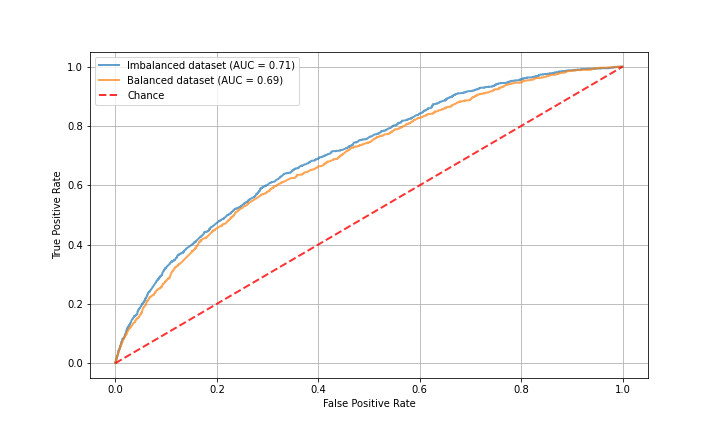 Imbalanced dataset (AUC = 0.71)
Balanced dataset (AUC = 0.69)
Chance
True Positive Rate
1.0
0.8
0.6
0.4
0.2
0.0
0.0 0.2 0.4 0.6 0.8 1.0
False Positive Rate